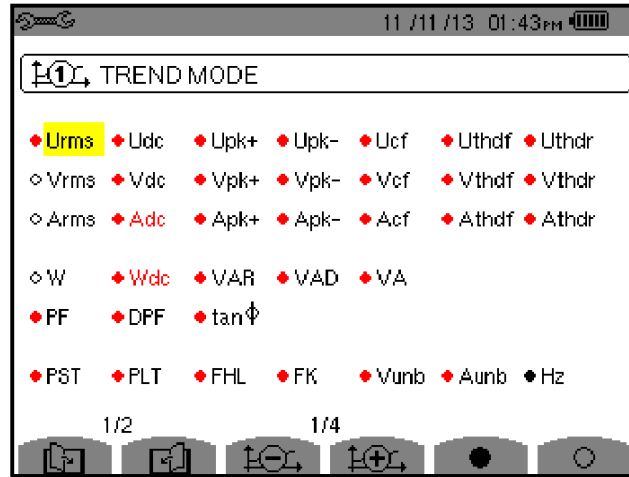 11 /11 /13 01:43PM
1 TREND MODE
Urms Udc Upk+ Upk- Ucf Uthdf Uthdr
Vrms Vdc Vpk+ Vpk- Vcf Vthdf Vthdr
Arms Adc Apk+ Apk- Acf Athdf Athdr
W Wdc VAR VAD VA
PF DPF tanΦ
PST PLT FHL FK Vunb Aunb Hz
1/2 1/4